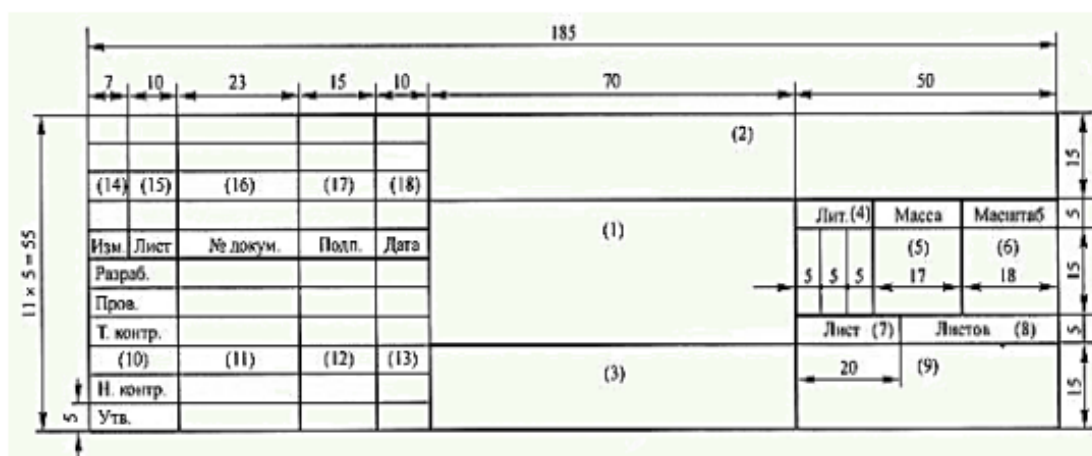 185
7 10 23 15 10 70 50
(2)
15
(14) (15) (16) (17) (18)
(1)
Лит. (4) Масса Масштаб
5
11 × 5 = 55
Изм. Лист № докум. Подп. Дата
(5) (6)
Разраб.
5 5 5 17 18
15
Пров.
Т. контр.
Лист (7) Листов (8)
5
(10) (11) (12) (13)
(3)
20 (9)
15
Н. контр.
5
Утв.